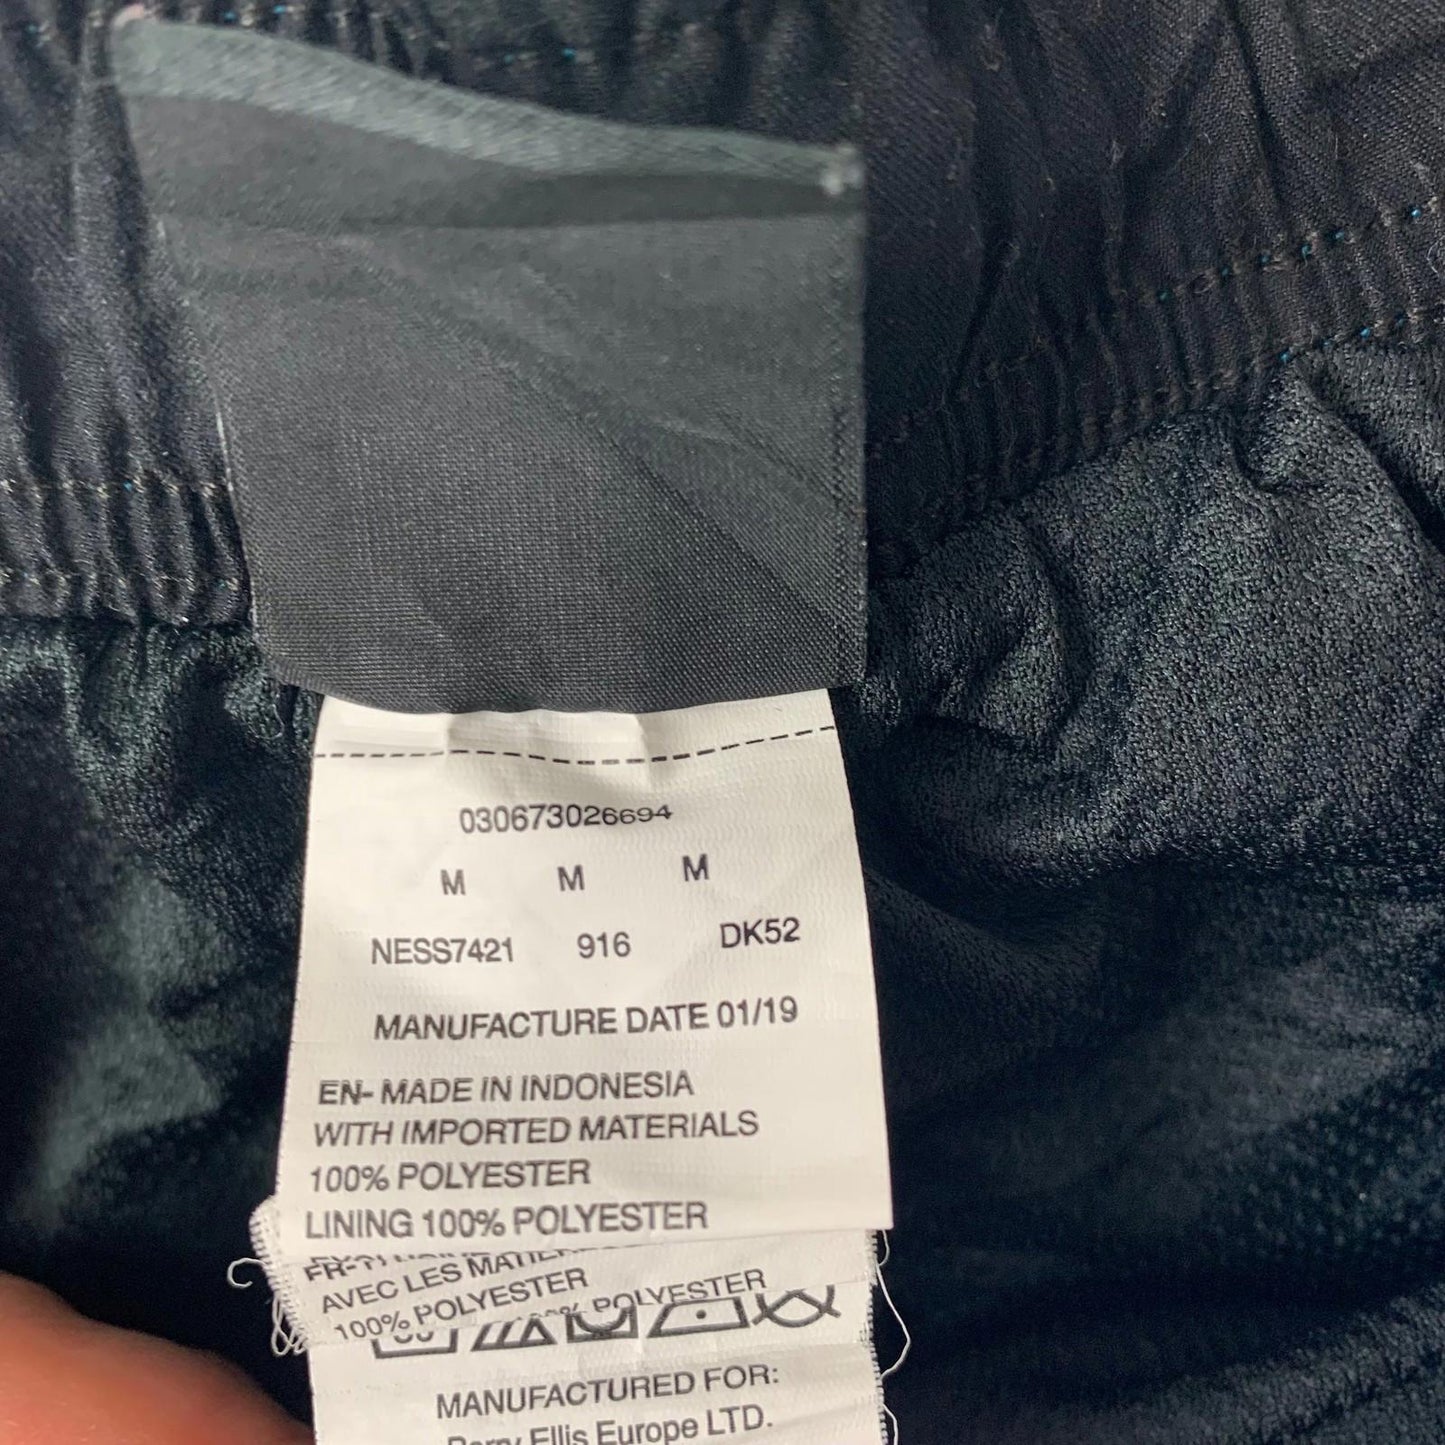 030673026694
M M M
NESS7421 916 DK52
MANUFACTURE DATE 01/19
EN- MADE IN INDONESIA
WITH IMPORTED MATERIALS
100% POLYESTER
LINING 100% POLYESTER
AVEC LES
100% POLYESTER
POLYESTER
MANUFACTURED FOR:
Perry Ellis Europe LTD.